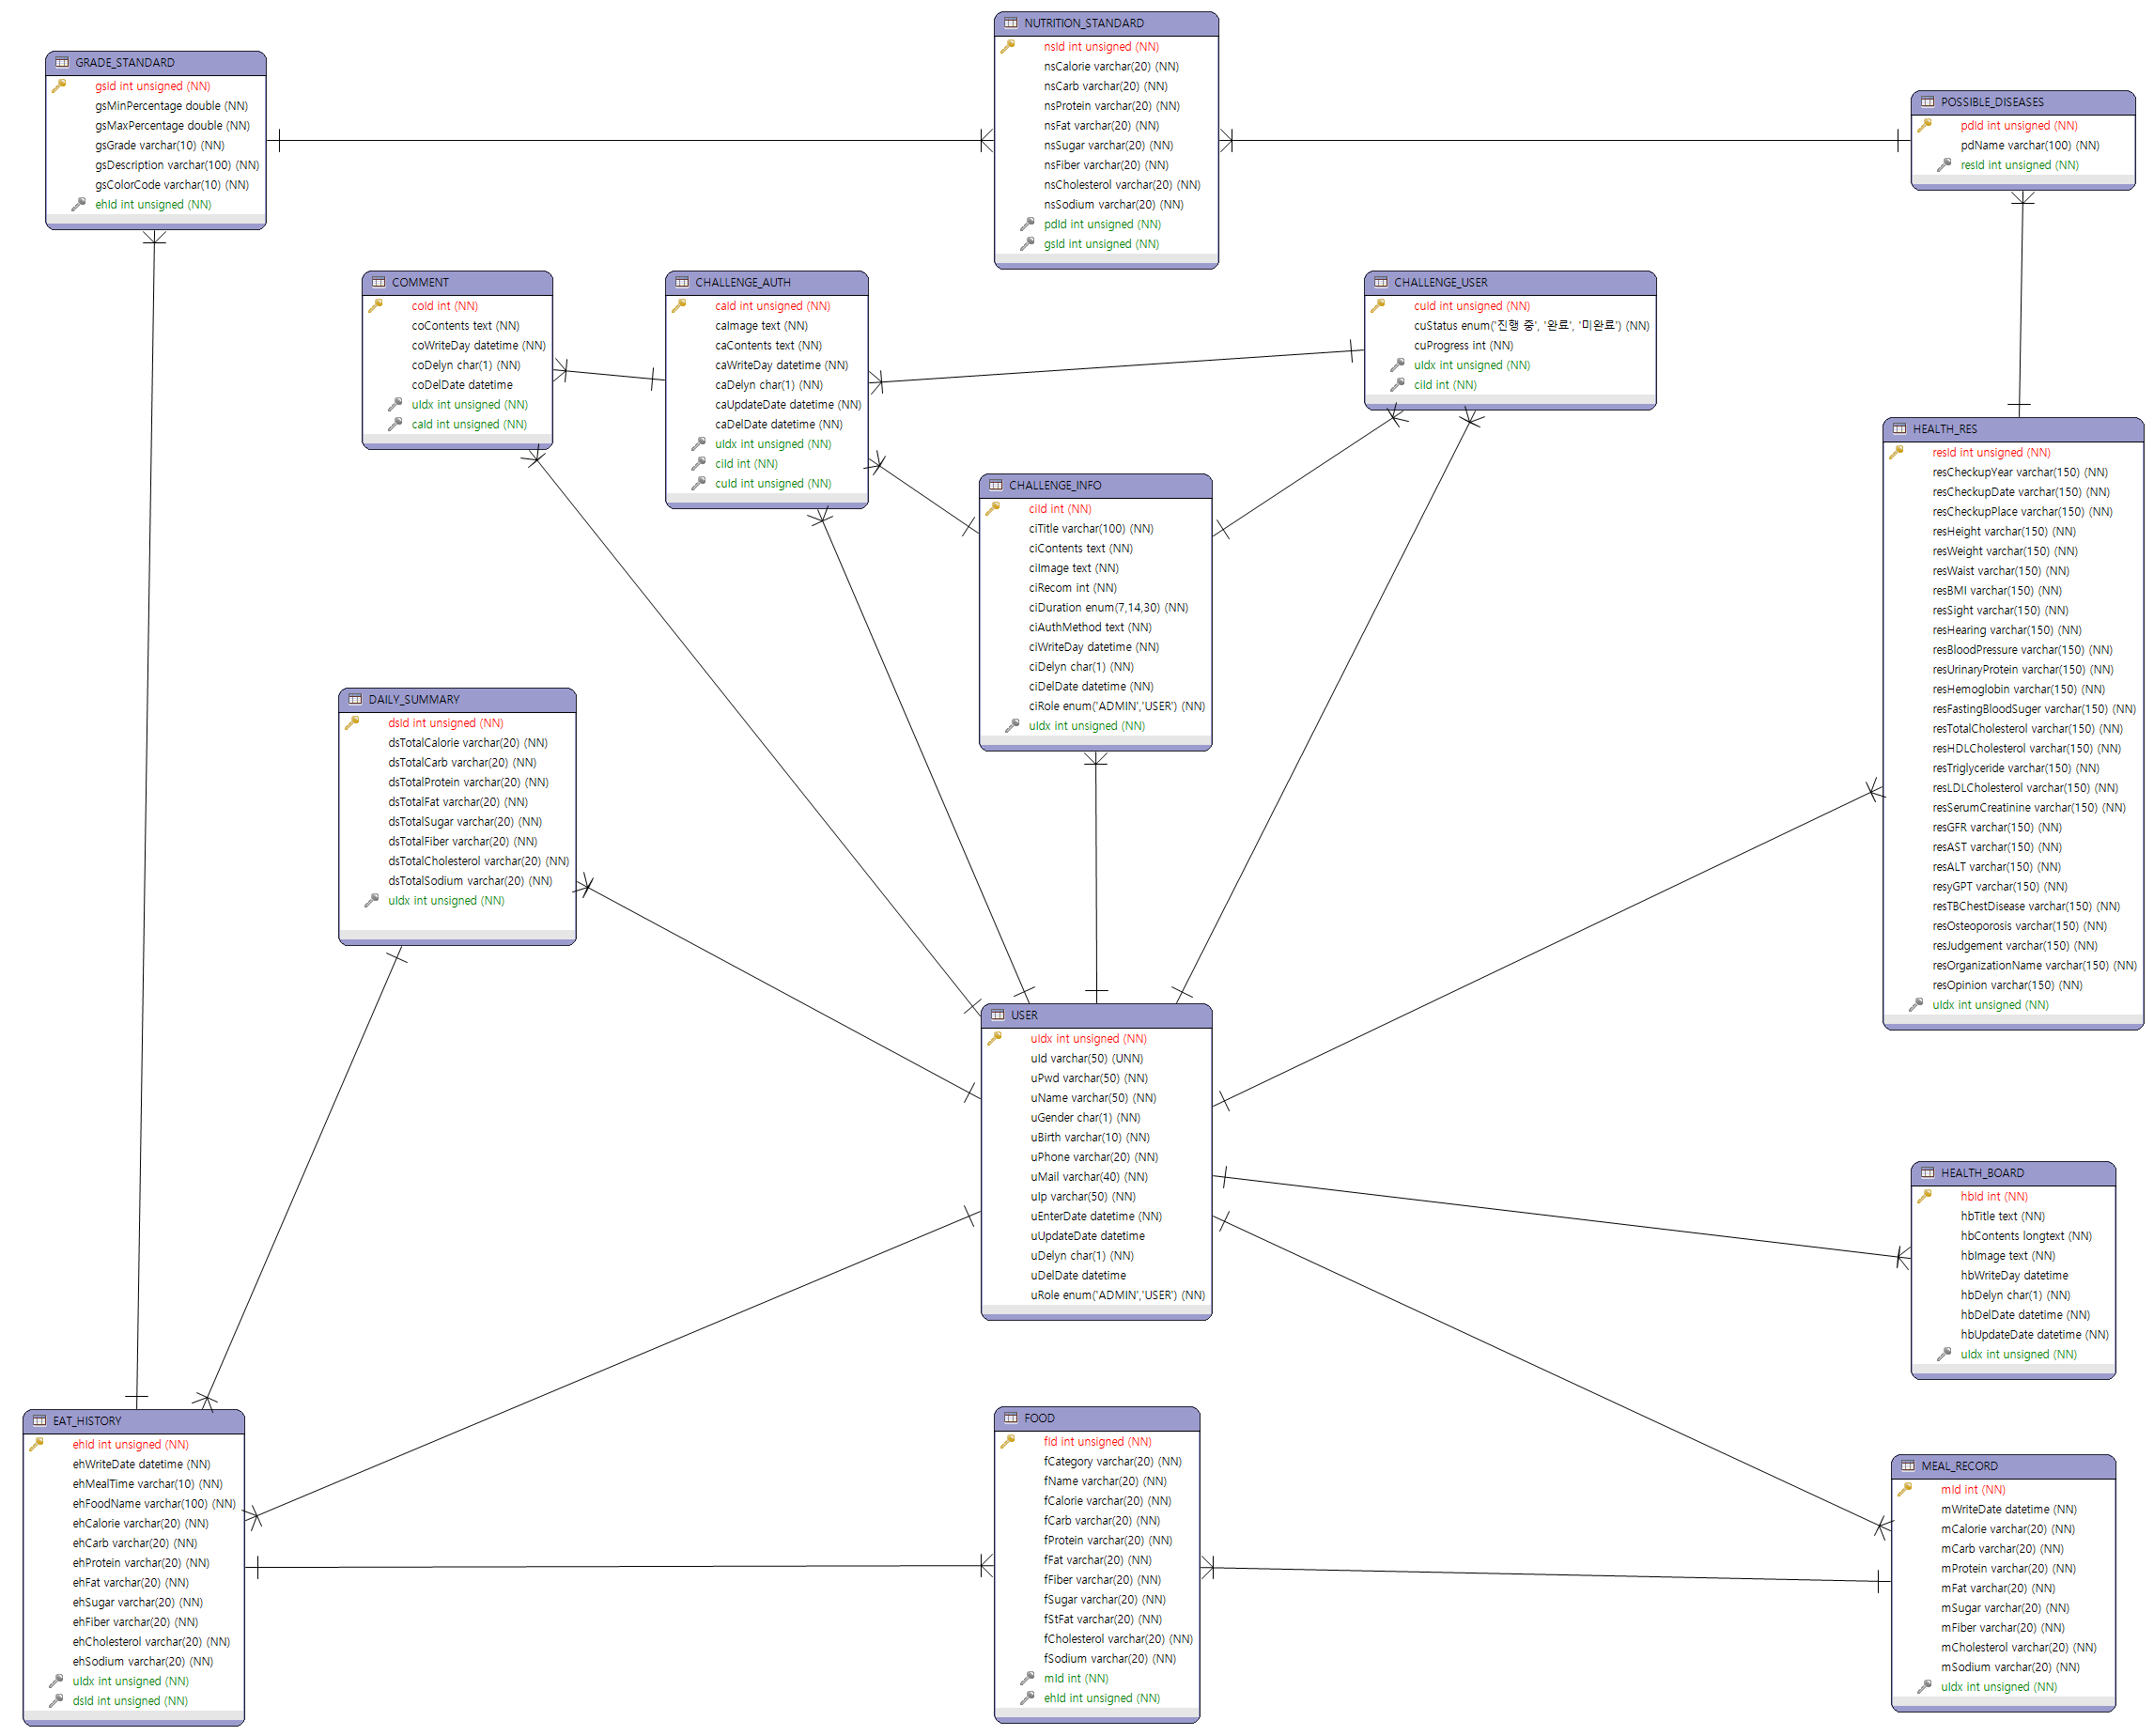 NUTRITION_STANDARD
nsId int unsigned (NN)
nsCalorie varchar(20) (NN)
nsCarb varchar(20) (NN)
nsProtein varchar(20) (NN)
nsFat varchar(20) (NN)
nsSugar varchar(20) (NN)
nsFiber varchar(20) (NN)
nsCholesterol varchar(20) (NN)
nsSodium varchar(20) (NN)
pdId int unsigned (NN)
gsId int unsigned (NN)
GRADE_STANDARD
gsId int unsigned (NN)
gsMinPercentage double (NN)
gsMaxPercentage double (NN)
gsGrade varchar(10) (NN)
gsDescription varchar(100) (NN)
gsColorCode varchar(10) (NN)
ehId int unsigned (NN)
POSSIBLE_DISEASES
pdId int unsigned (NN)
pdName varchar(100) (NN)
resId int unsigned (NN)
COMMENT
coId int (NN)
coContents text (NN)
coWriteDay datetime (NN)
coDelyn char(1) (NN)
coDelDate datetime
uIdx int unsigned (NN)
caId int unsigned (NN)
CHALLENGE_AUTH
caId int unsigned (NN)
caImage text (NN)
caContents text (NN)
caWriteDay datetime (NN)
caDelyn char(1) (NN)
caUpdateDate datetime (NN)
caDelDate datetime (NN)
uIdx int unsigned (NN)
ciId int (NN)
cuId int unsigned (NN)
CHALLENGE_USER
cuId int unsigned (NN)
cuStatus enum('진행 중', '완료', '미완료') (NN)
cuProgress int (NN)
uIdx int unsigned (NN)
ciId int (NN)
HEALTH_RES
resId int unsigned (NN)
resCheckupYear varchar(150) (NN)
resCheckupDate varchar(150) (NN)
resCheckupPlace varchar(150) (NN)
resHeight varchar(150) (NN)
resWeight varchar(150) (NN)
resWaist varchar(150) (NN)
resBMI varchar(150) (NN)
resSight varchar(150) (NN)
resHearing varchar(150) (NN)
resBloodPressure varchar(150) (NN)
resUrinaryProtein varchar(150) (NN)
resHemoglobin varchar(150) (NN)
resFastingBloodSuger varchar(150) (NN)
resTotalCholesterol varchar(150) (NN)
resHDLCholesterol varchar(150) (NN)
resTriglyceride varchar(150) (NN)
resLDLCholesterol varchar(150) (NN)
resSerumCreatinine varchar(150) (NN)
resGFR varchar(150) (NN)
resAST varchar(150) (NN)
resALT varchar(150) (NN)
resyGPT varchar(150) (NN)
resTBChestDisease varchar(150) (NN)
resOsteoporosis varchar(150) (NN)
resJudgement varchar(150) (NN)
resOrganizationName varchar(150) (NN)
resOpinion varchar(150) (NN)
uIdx int unsigned (NN)
CHALLENGE_INFO
ciId int (NN)
ciTitle varchar(100) (NN)
ciContents text (NN)
ciImage text (NN)
ciRecom int (NN)
ciDuration enum(7,14,30) (NN)
ciAuthMethod text (NN)
ciWriteDay datetime (NN)
ciDelyn char(1) (NN)
ciDelDate datetime (NN)
ciRole enum('ADMIN','USER') (NN)
uIdx int unsigned (NN)
DAILY_SUMMARY
dsId int unsigned (NN)
dsTotalCalorie varchar(20) (NN)
dsTotalCarb varchar(20) (NN)
dsTotalProtein varchar(20) (NN)
dsTotalFat varchar(20) (NN)
dsTotalSugar varchar(20) (NN)
dsTotalFiber varchar(20) (NN)
dsTotalCholesterol varchar(20) (NN)
dsTotalSodium varchar(20) (NN)
uIdx int unsigned (NN)
USER
uIdx int unsigned (NN)
uId varchar(50) (UNN)
uPwd varchar(50) (NN)
uName varchar(50) (NN)
uGender char(1) (NN)
uBirth varchar(10) (NN)
uPhone varchar(20) (NN)
uMail varchar(40) (NN)
uIp varchar(50) (NN)
uEnterDate datetime (NN)
uUpdateDate datetime
uDelyn char(1) (NN)
uDelDate datetime
uRole enum('ADMIN','USER') (NN)
HEALTH_BOARD
hbId int (NN)
hbTitle text (NN)
hbContents longtext (NN)
hbImage text (NN)
hbWriteDay datetime
hbDelyn char(1) (NN)
hbDelDate datetime (NN)
hbUpdateDate datetime (NN)
uIdx int unsigned (NN)
EAT_HISTORY
ehId int unsigned (NN)
ehWriteDate datetime (NN)
ehMealTime varchar(10) (NN)
ehFoodName varchar(100) (NN)
ehCalorie varchar(20) (NN)
ehCarb varchar(20) (NN)
ehProtein varchar(20) (NN)
ehFat varchar(20) (NN)
ehSugar varchar(20) (NN)
ehFiber varchar(20) (NN)
ehCholesterol varchar(20) (NN)
ehSodium varchar(20) (NN)
uIdx int unsigned (NN)
dsId int unsigned (NN)
FOOD
fId int unsigned (NN)
fCategory varchar(20) (NN)
fName varchar(20) (NN)
fCalorie varchar(20) (NN)
fCarb varchar(20) (NN)
fProtein varchar(20) (NN)
fFat varchar(20) (NN)
fFiber varchar(20) (NN)
fSugar varchar(20) (NN)
fStFat varchar(20) (NN)
fCholesterol varchar(20) (NN)
fSodium varchar(20) (NN)
mId int (NN)
ehId int unsigned (NN)
MEAL_RECORD
mId int (NN)
mWriteDate datetime (NN)
mCalorie varchar(20) (NN)
mCarb varchar(20) (NN)
mProtein varchar(20) (NN)
mFat varchar(20) (NN)
mSugar varchar(20) (NN)
mFiber varchar(20) (NN)
mCholesterol varchar(20) (NN)
mSodium varchar(20) (NN)
uIdx int unsigned (NN)